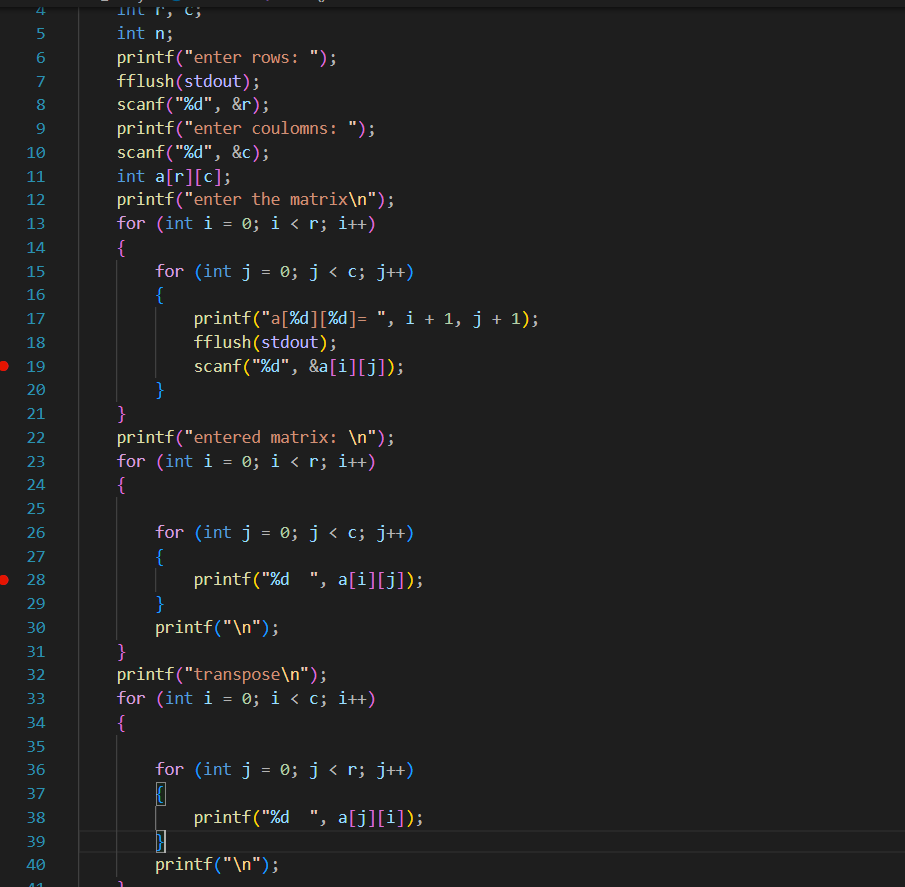 4 int r, c;
5 int n;
6 printf("enter rows: ");
7 fflush(stdout);
8 scanf("%d", &r);
9 printf("enter coulomns: ");
10 scanf("%d", &c);
11 int a[r][c];
12 printf("enter the matrix\n");
13 for (int i = 0; i < r; i++)
14 {
15 for (int j = 0; j < c; j++)
16 {
17 printf("a[%d][%d]= ", i + 1, j + 1);
18 fflush(stdout);
19 scanf("%d", &a[i][j]);
20 }
21 }
22 printf("entered matrix: \n");
23 for (int i = 0; i < r; i++)
24 {
25
26 for (int j = 0; j < c; j++)
27 {
28 printf("%d  ", a[i][j]);
29 }
30 printf("\n");
31 }
32 printf("transpose\n");
33 for (int i = 0; i < c; i++)
34 {
35
36 for (int j = 0; j < r; j++)
37 {
38 printf("%d  ", a[j][i]);
39 }
40 printf("\n");
41 }